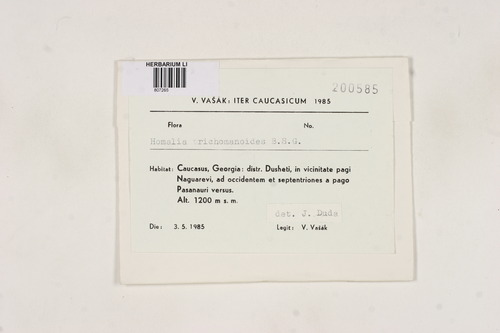 HERBARIUM LI
607265
200585
V. VAŠÁK: ITER CAUCASICUM 1985
Flora No.
Homalia trichomanoides B.S.G.
Habitat: Caucasus, Georgia: distr. Dusheti, in vicinitate pagi
Naguarevi, ad occidentem et septentriones a pago
Pasanauri versus.
Alt. 1200 m s. m.
det. J. Duda
Die: 3. 5. 1985 Legit: V. Vašák